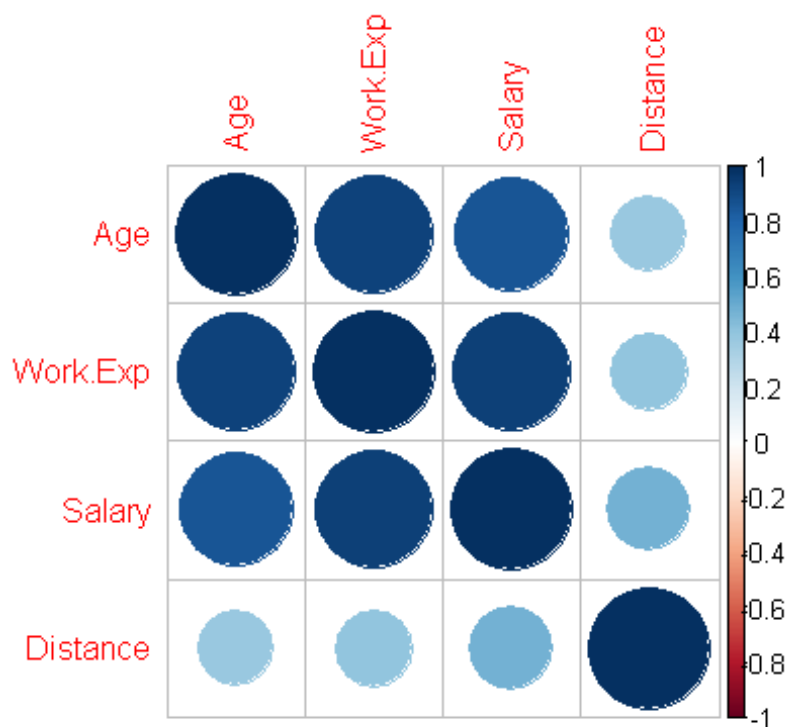 Age
Work.Exp
Salary
Distance
Age
Work.Exp
Salary
Distance
1
0.8
0.6
0.4
0.2
0
-0.2
-0.4
-0.6
-0.8
-1